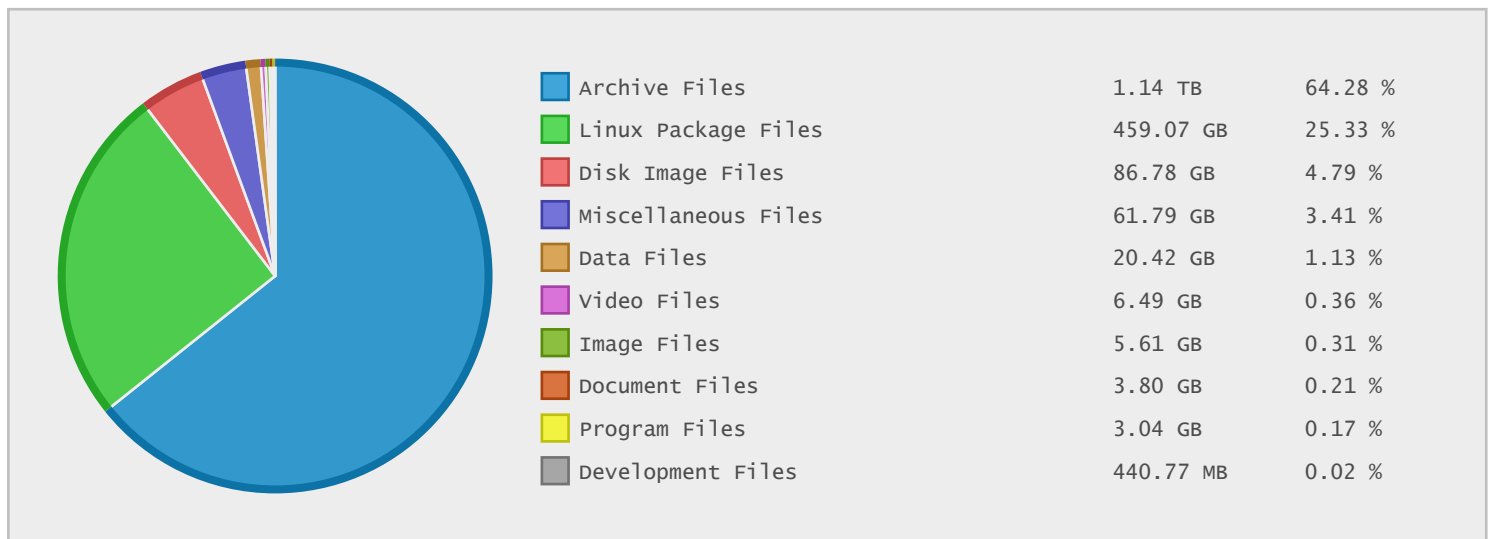 Archive Files 1.14 TB 64.28 %
Linux Package Files 459.07 GB 25.33 %
Disk Image Files 86.78 GB 4.79 %
Miscellaneous Files 61.79 GB 3.41 %
Data Files 20.42 GB 1.13 %
Video Files 6.49 GB 0.36 %
Image Files 5.61 GB 0.31 %
Document Files 3.80 GB 0.21 %
Program Files 3.04 GB 0.17 %
Development Files 440.77 MB 0.02 %